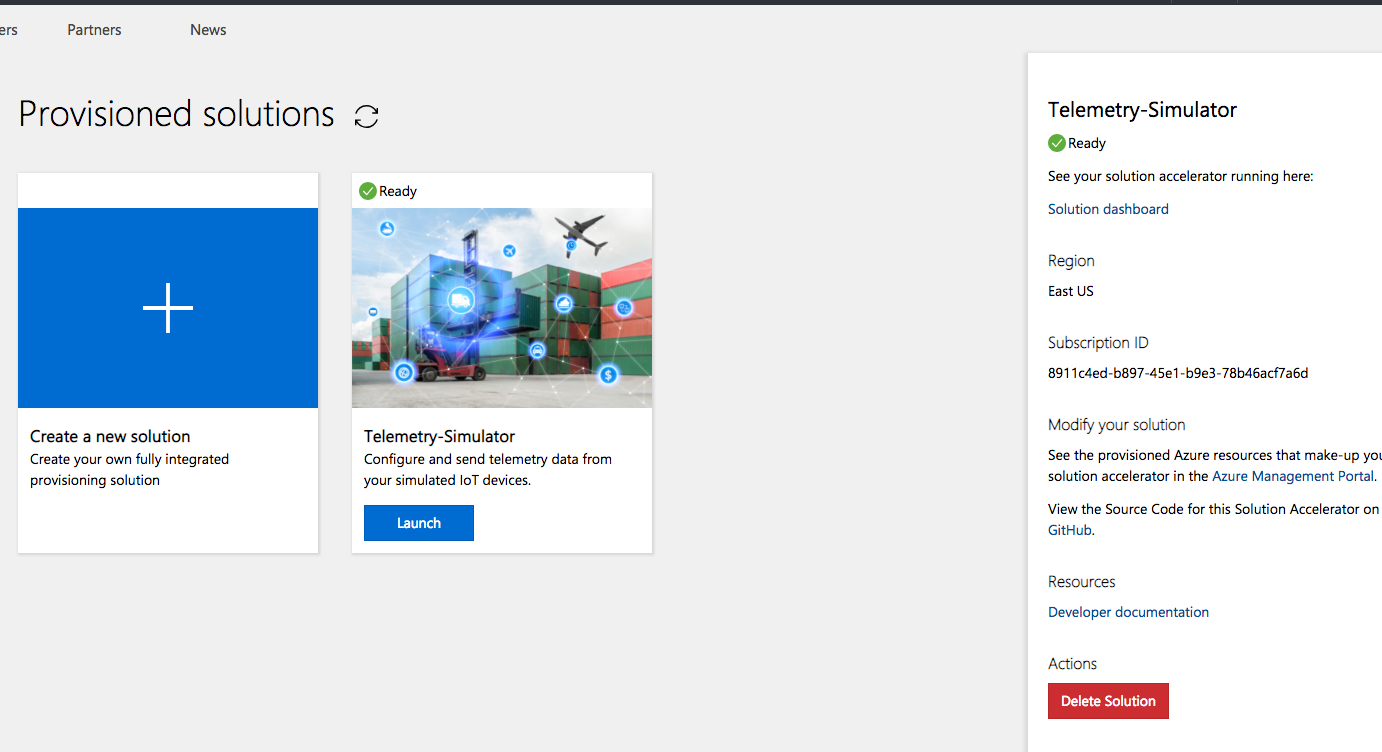 Partners
News
Provisioned solutions
Create a new solution
Create your own fully integrated
provisioning solution
Ready
Telemetry-Simulator
Configure and send telemetry data from
your simulated IoT devices.
Launch
Telemetry-Simulator
Ready
See your solution accelerator running here:
Solution dashboard
Region
East US
Subscription ID
8911c4ed-b897-45e1-b9e3-78b46acf7a6d
Modify your solution
See the provisioned Azure resources that make-up
solution accelerator in the Azure Management Portal.
View the Source Code for this Solution Accelerator on
GitHub.
Resources
Developer documentation
Actions
Delete Solution